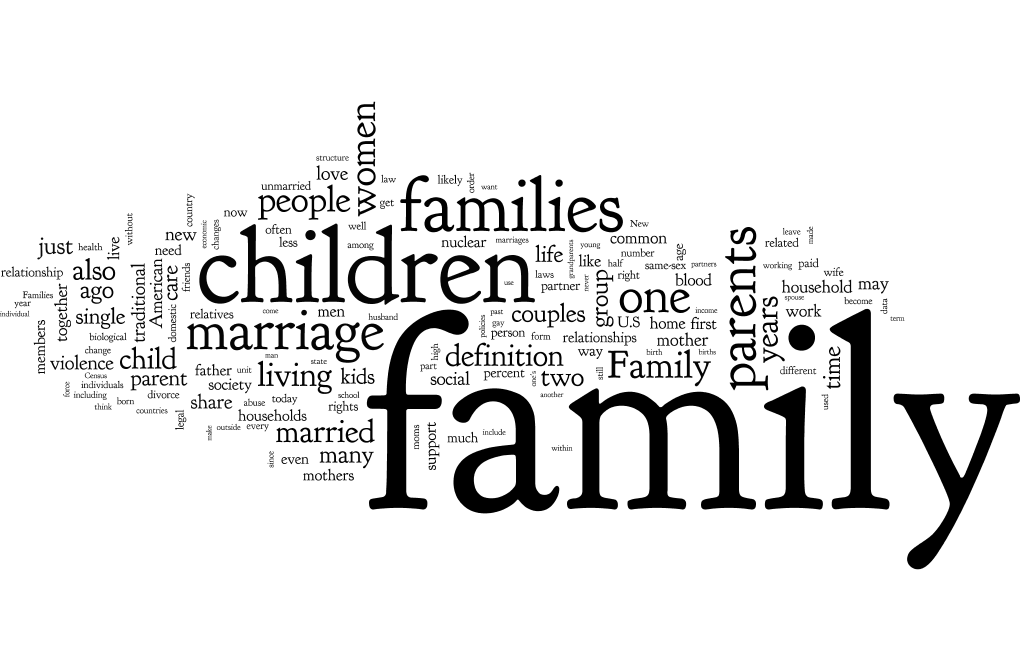 women
structure
love
law
likely
order
want
unmarried
people
get
families
New
country
now
economic
changes
often
less
well
among
nuclear
marriages
life
grandparents
young
common
number
age
leave
made
related
without
new
need
just
health
live
children
laws
like
half
same-sex
partners
right
blood
working
paid
wife
relationship
also
ago
together
traditional
American
care
domestic
friends
use
partner
never
group
one
parents
years
household
may
spouse
work
become
data
term
Families
year
individual
members
single
biological
relatives
come
men
husband
marriage
policies
past
gay
person
couples
form
relationships
U.S
income
home
first
mother
change
violence
child
father
man
unit
state
living
kids
high
part
definition
way
birth
births
Family
time
different
Census
force
individuals
including
think
parent
divorce
born
countries
society
share
abuse
today
school
rights
social
percent
one's
two
another
still
used
legal
make
outside
every
households
married
many
since
even
mothers
moms
support
much
include
within
family